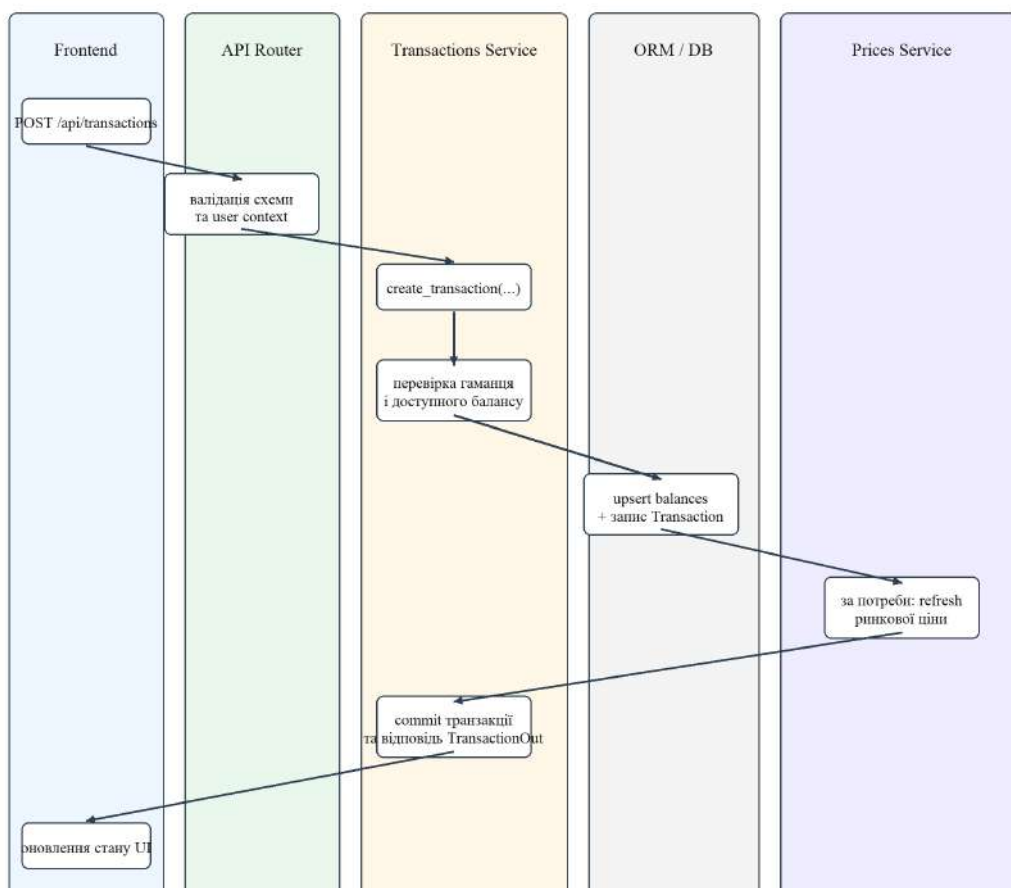 Frontend
API Router
Transactions Service
ORM / DB
Prices Service
POST /api/transactions
валідація схеми
та user context
create_transaction(...)
перевірка гаманця
і доступного балансу
upsert balances
+ запис Transaction
за потреби: refresh
ринкової ціни
commit транзакції
та відповідь TransactionOut
оновлення стану UI